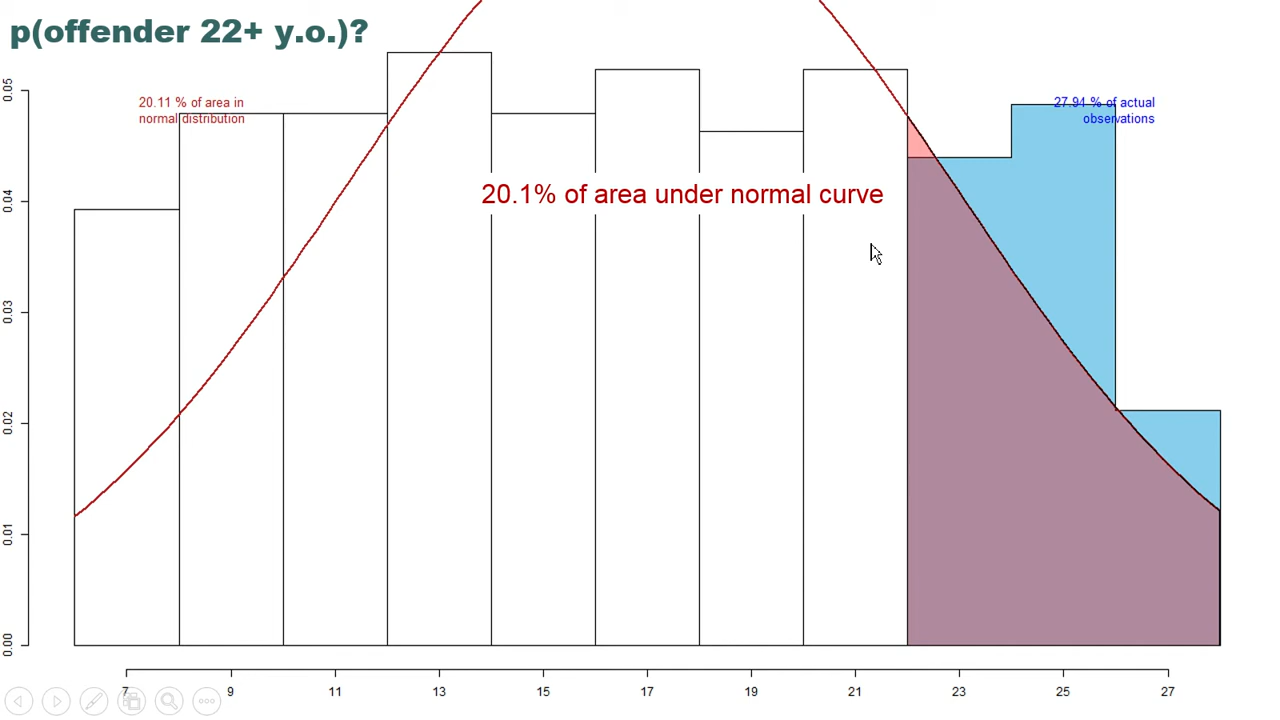 p(offender 22+ y.o.)?
20.11 % of area in
normal distribution
27.94 % of actual
observations
20.1% of area under normal curve
0.05
0.04
0.03
0.02
0.01
0.00
7 9 11 13 15 17 19 21 23 25 27